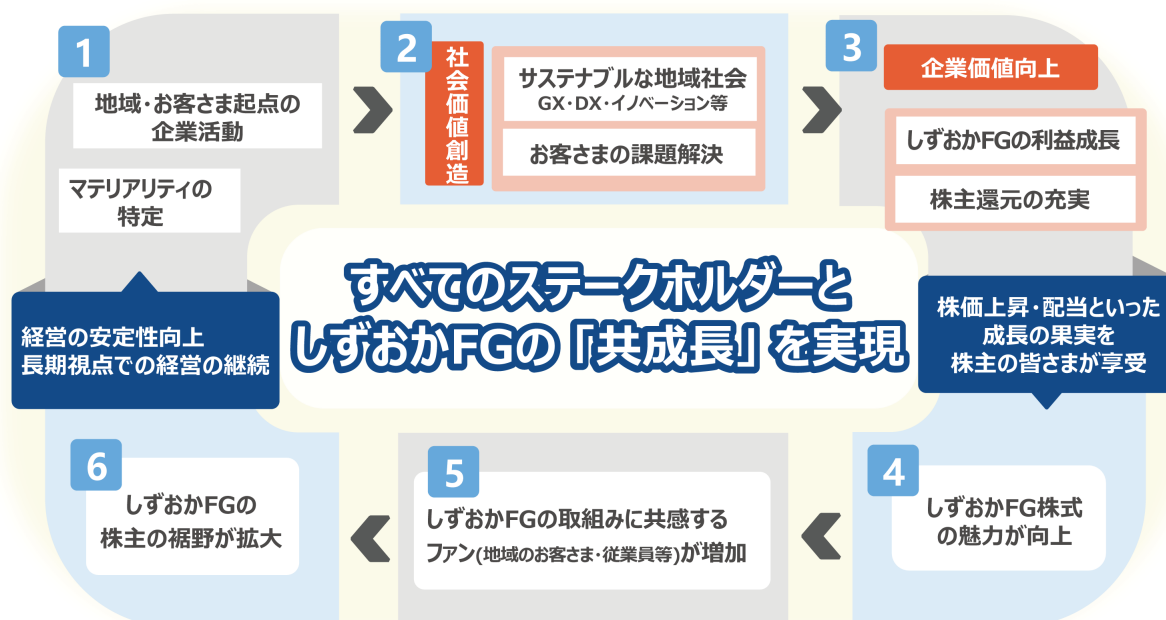 1
地域・お客さま起点の
企業活動
マテリアリティの
特定
2
社会価値創造
サステナブルな地域社会
GX・DX・イノベーション等
お客さまの課題解決
3
企業価値向上
しずおかFGの利益成長
株主還元の充実
すべてのステークホルダーと
しずおかFGの「共成長」を実現
株価上昇・配当といった
成長の果実を
株主の皆さまが享受
4
しずおかFG株式
の魅力が向上
5
しずおかFGの取組みに共感する
ファン(地域のお客さま・従業員等)が増加
6
しずおかFGの
株主の裾野が拡大
経営の安定性向上
長期視点での経営の継続